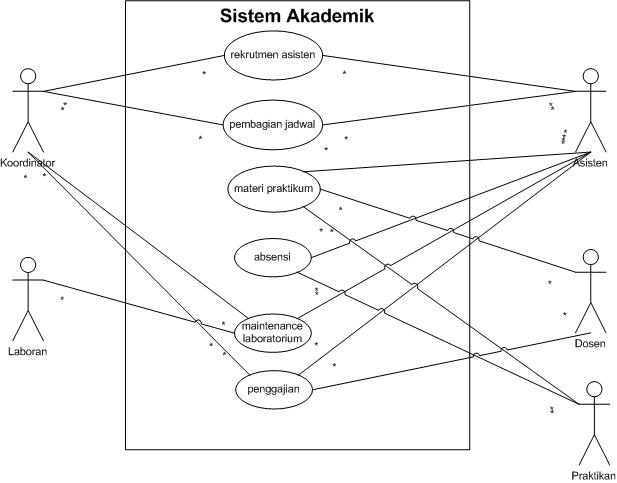 Sistem Akademik
rekrutmen asisten
pembagian jadwal
Koordinator
Asisten
materi praktikum
absensi
Laboran
maintenance
laboratorium
Dosen
penggajian
Praktikan